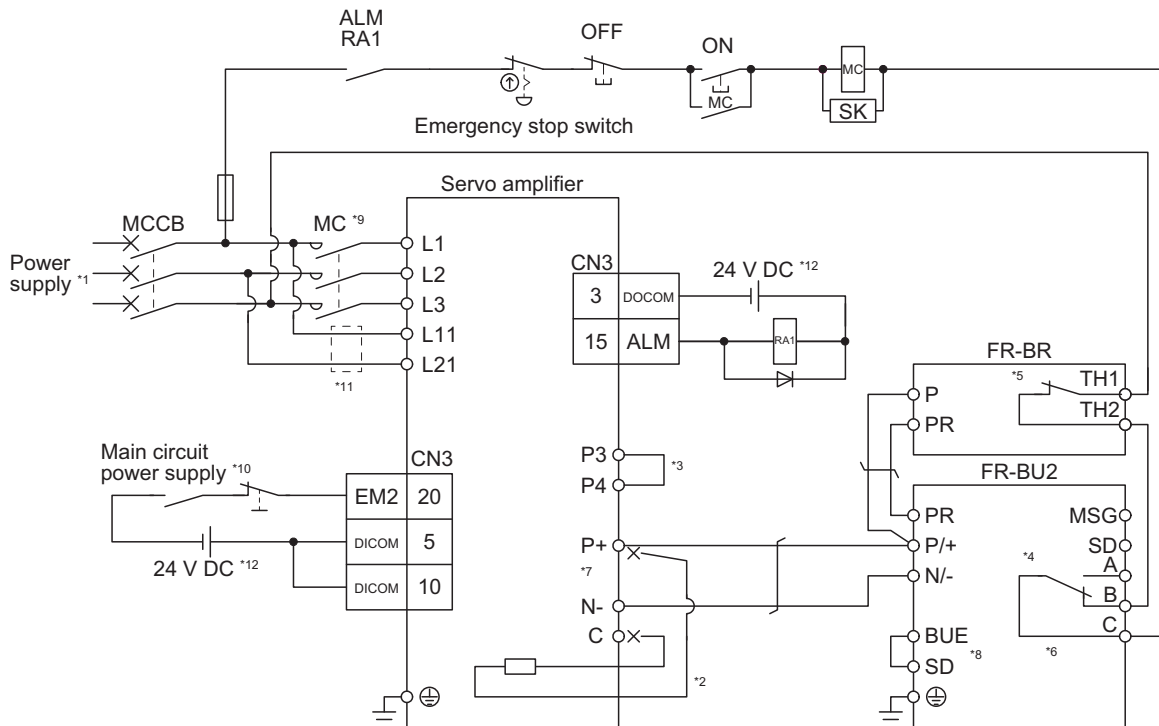 ALM
RA1
OFF
ON
MC
MC
SK
Emergency stop switch
Servo amplifier
MCCB
MC *9
L1
Power
supply *1
L2
L3
L11
L21
*11
CN3
24 V DC *12
3 DOCOM
15 ALM
RA1
FR-BR
P
*5
TH1
PR
TH2
Main circuit
power supply *10
CN3
EM2 20
DICOM 5
24 V DC *12
DICOM 10
P3
*3
P4
FR-BU2
PR
MSG
P+
P/+
SD
*7
*4
A
N/-
B
N-
C
BUE
*8
*6
C
SD
*2